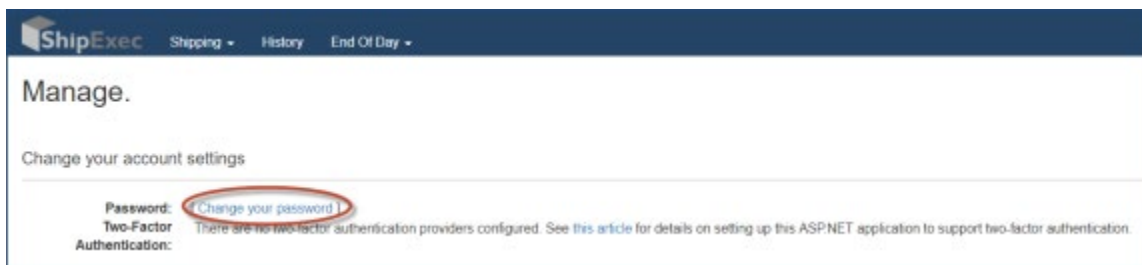 ShipExec Shipping History End Of Day
Manage.
Change your account settings
Password: [ Change your password ]
Two-Factor Authentication: There are no two-factor authentication providers configured. See this article for details on setting up this ASP.NET application to support two-factor authentication.